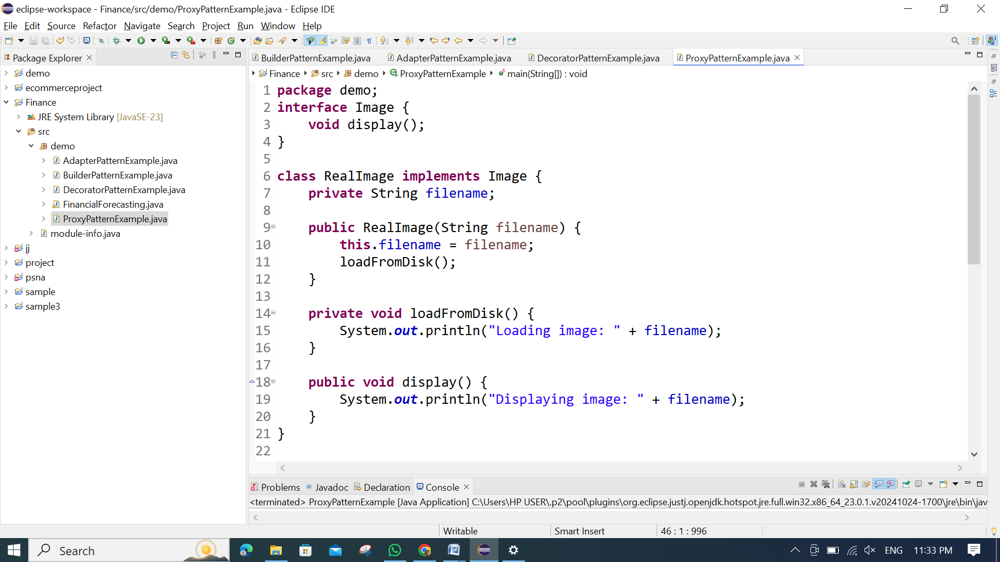 eclipse-workspace - Finance/src/demo/ProxyPatternExample.java - Eclipse IDE
File Edit Source Refactor Navigate Search Project Run Window Help
Package Explorer
demo
ecommerceproject
Finance
JRE System Library [JavaSE-23]
src
demo
AdapterPatternExample.java
BuilderPatternExample.java
DecoratorPatternExample.java
FinancialForecasting.java
ProxyPatternExample.java
module-info.java
jj
project
psna
sample
sample3
BuilderPatternExample.java AdapterPatternExample.java DecoratorPatternExample.java ProxyPatternExample.java
Finance src demo ProxyPatternExample main(String[]) : void
1 package demo;
2 interface Image {
3     void display();
4 }
5
6 class RealImage implements Image {
7     private String filename;
8
9     public RealImage(String filename) {
10         this.filename = filename;
11         loadFromDisk();
12     }
13
14     private void loadFromDisk() {
15         System.out.println("Loading image: " + filename);
16     }
17
18     public void display() {
19         System.out.println("Displaying image: " + filename);
20     }
21 }
22
Problems Javadoc Declaration Console
<terminated> ProxyPatternExample [Java Application] C:\Users\HP USER\.p2\pool\plugins\org.eclipse.justj.openjdk.hotspot.jre.full.win32.x86_64_23.0.1.v20241024-1700\jre\bin\jav
Writable Smart Insert 46 : 1 : 996
Search ENG 11:33 PM